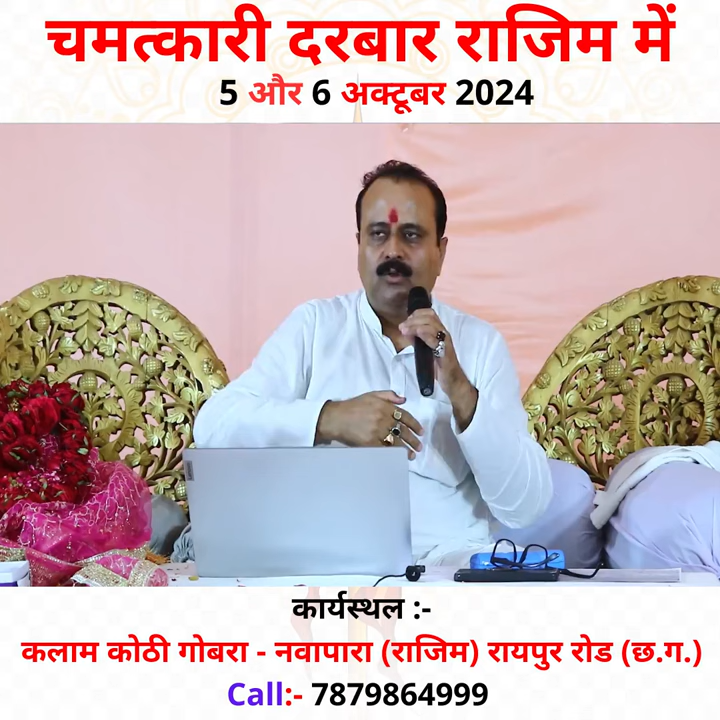 चमत्कारी दरबार राजिम में
5 और 6 अक्टूबर 2024
कार्यस्थल :-
कलाम कोठी गोबरा - नवापारा (राजिम) रायपुर रोड (छ.ग.)
Call:- 7879864999